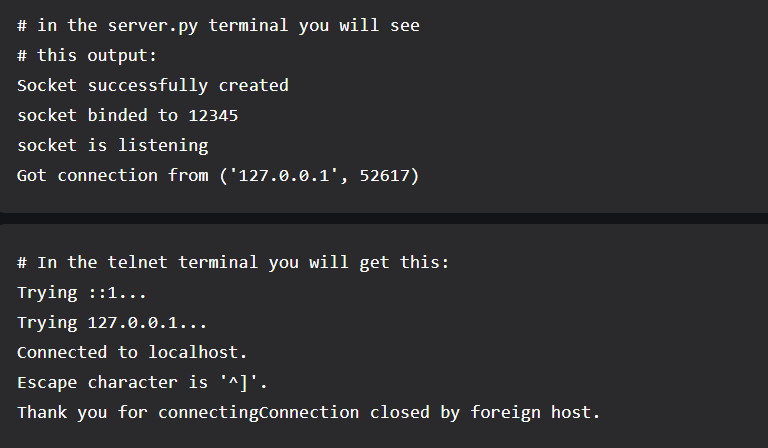 # in the server.py terminal you will see
# this output:
Socket successfully created
socket binded to 12345
socket is listening
Got connection from ('127.0.0.1', 52617)
# In the telnet terminal you will get this:
Trying ::1...
Trying 127.0.0.1...
Connected to localhost.
Escape character is '^]'.
Thank you for connectingConnection closed by foreign host.